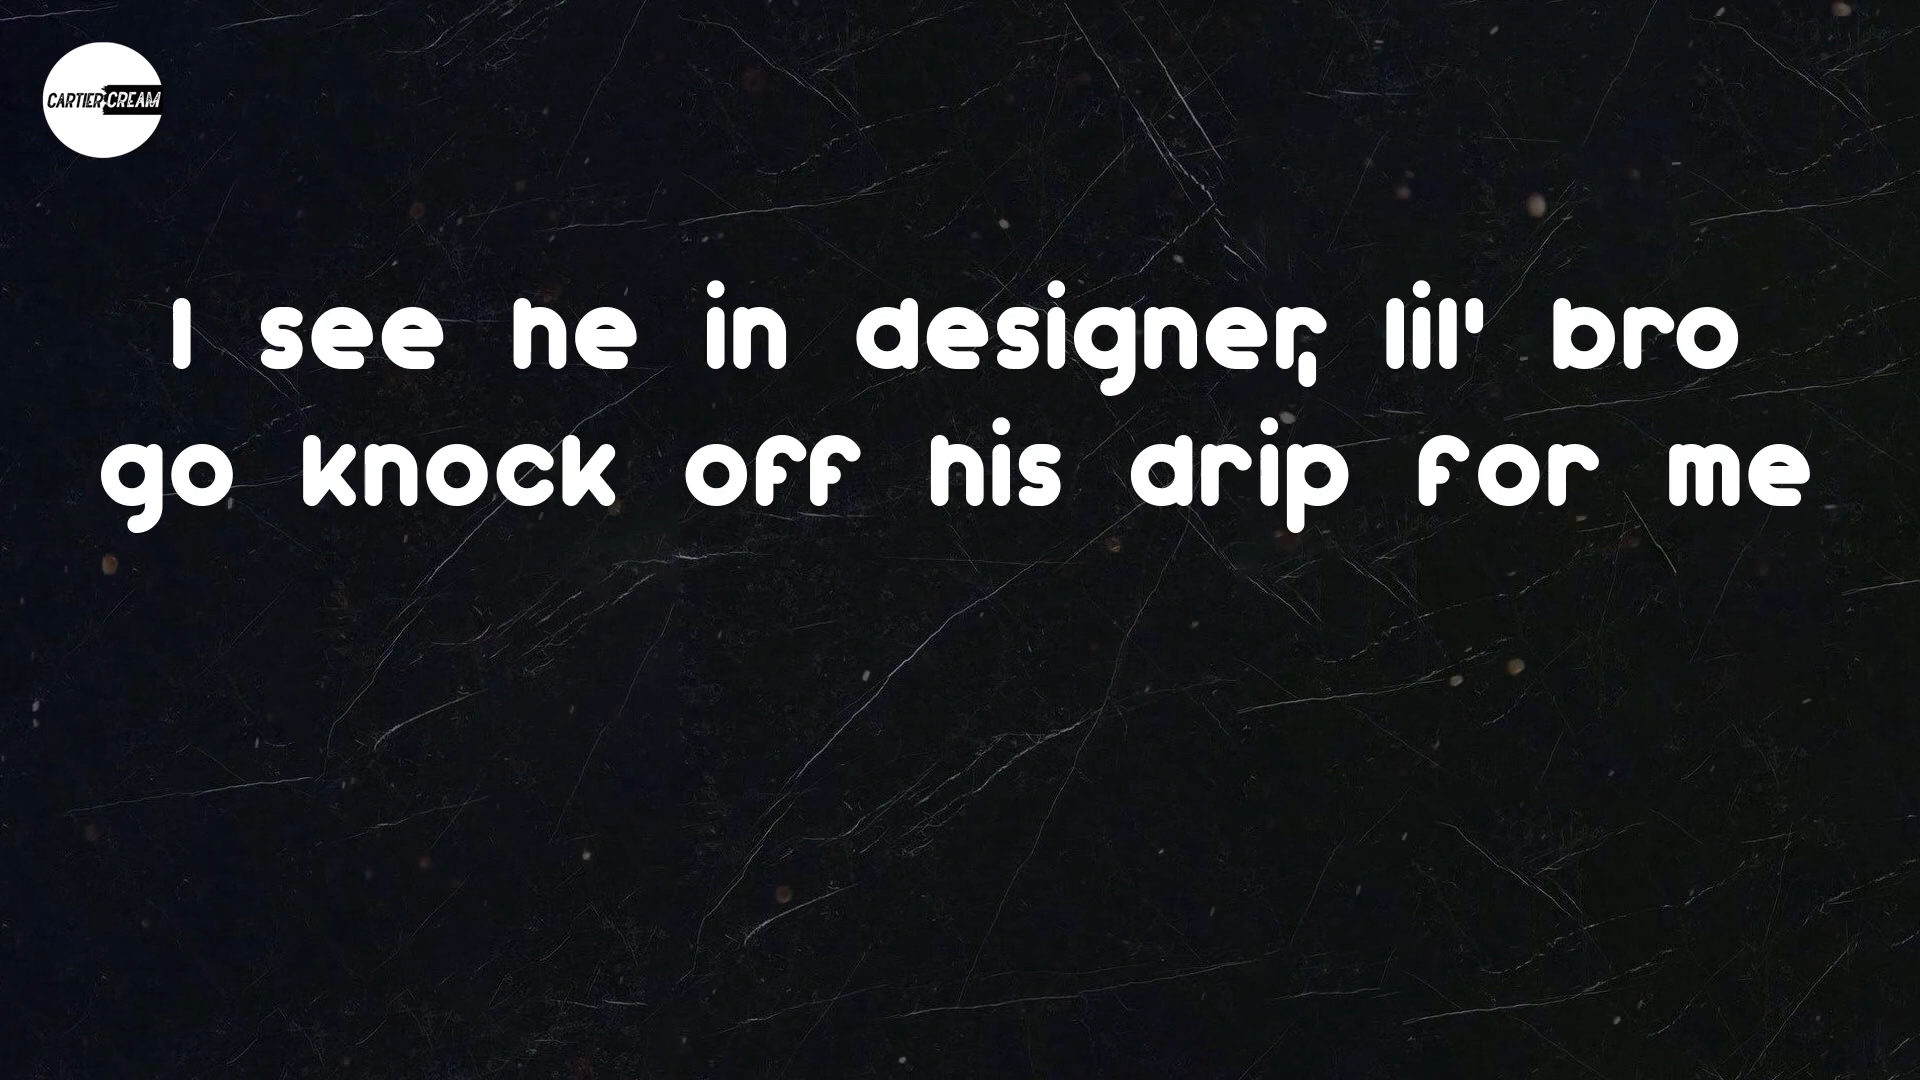 CARTIER CREAM
I see he in designer, lil' bro
go knock off his drip for me